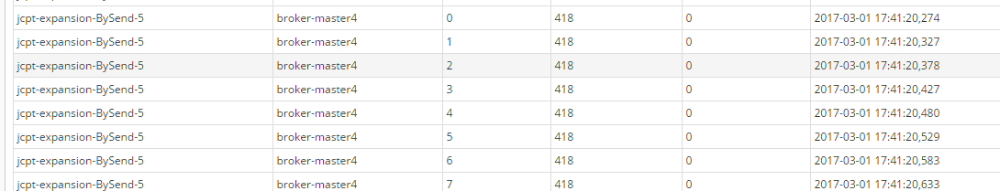 jcpt-expansion-BySend-5 broker-master4 0 418 0 2017-03-01 17:41:20,274
jcpt-expansion-BySend-5 broker-master4 1 418 0 2017-03-01 17:41:20,327
jcpt-expansion-BySend-5 broker-master4 2 418 0 2017-03-01 17:41:20,378
jcpt-expansion-BySend-5 broker-master4 3 418 0 2017-03-01 17:41:20,427
jcpt-expansion-BySend-5 broker-master4 4 418 0 2017-03-01 17:41:20,480
jcpt-expansion-BySend-5 broker-master4 5 418 0 2017-03-01 17:41:20,529
jcpt-expansion-BySend-5 broker-master4 6 418 0 2017-03-01 17:41:20,583
jcpt-expansion-BySend-5 broker-master4 7 418 0 2017-03-01 17:41:20,633